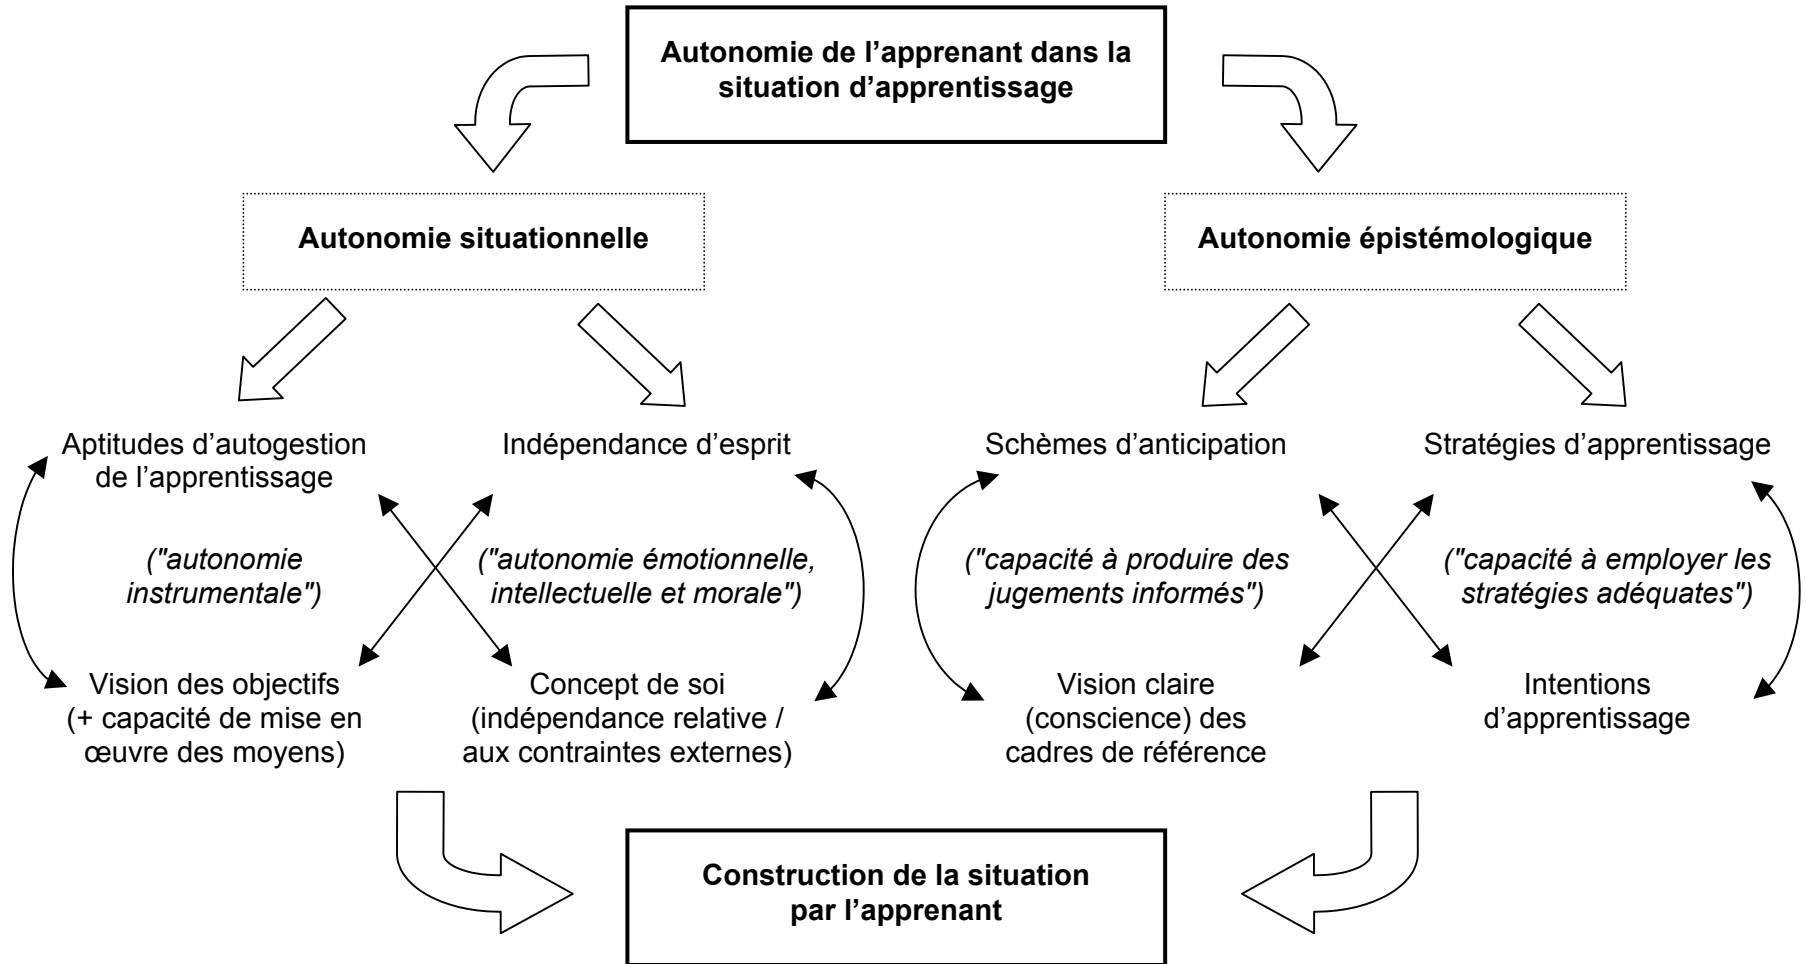 Autonomie de l’apprenant dans la
situation d’apprentissage
Autonomie situationnelle
Autonomie épistémologique
Aptitudes d’autogestion
de l’apprentissage
Indépendance d’esprit
Schèmes d’anticipation
Stratégies d’apprentissage
("autonomie
instrumentale")
("autonomie émotionnelle,
intellectuelle et morale")
("capacité à produire des
jugements informés")
("capacité à employer les
stratégies adéquates")
Vision des objectifs
(+ capacité de mise en
œuvre des moyens)
Concept de soi
(indépendance relative /
aux contraintes externes)
Vision claire
(conscience) des
cadres de référence
Intentions
d’apprentissage
Construction de la situation
par l’apprenant